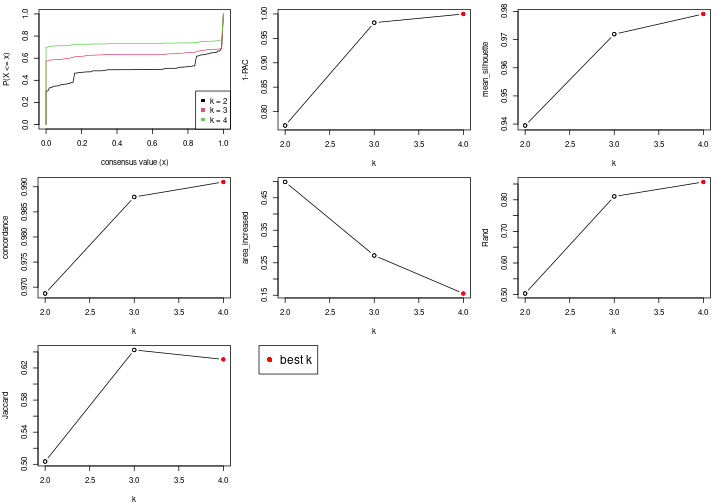 P(X <= x)
1.0
0.8
0.6
0.4
0.2
0.0
k = 2
k = 3
k = 4
0.0 0.2 0.4 0.6 0.8 1.0
consensus value (x)
1-PAC
1.00
0.95
0.90
0.85
0.80
2.0 2.5 3.0 3.5 4.0
k
mean_silhouette
0.98
0.97
0.96
0.95
0.94
2.0 2.5 3.0 3.5 4.0
k
concordance
0.990
0.985
0.980
0.975
0.970
2.0 2.5 3.0 3.5 4.0
k
area_increased
0.45
0.35
0.25
0.15
2.0 2.5 3.0 3.5 4.0
k
Rand
0.80
0.70
0.60
0.50
2.0 2.5 3.0 3.5 4.0
k
Jaccard
0.62
0.58
0.54
0.50
2.0 2.5 3.0 3.5 4.0
k
best k